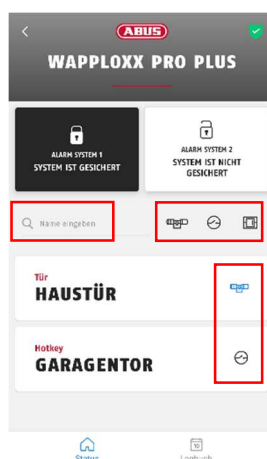 ABUS
WAPPLOXX PRO PLUS
ALARM SYSTEM 1
SYSTEM IST GESICHERT
ALARM SYSTEM 2
SYSTEM IST NICHT
GESICHERT
Name eingeben
Tür
HAUSTÜR
Hotkey
GARAGENTOR
10
Status
Logbuch